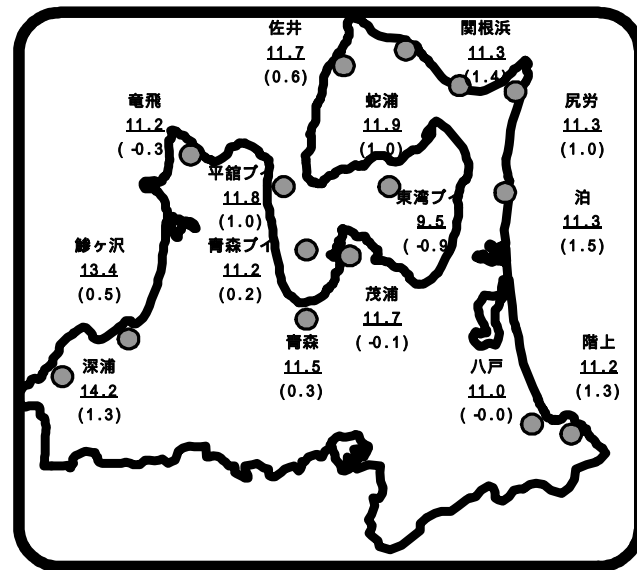 佐井
11.7
(0.6)
関根浜
11.3
(1.4)
竜飛
11.2
( -0.3
蛇浦
11.9
(1.0)
尻労
11.3
(1.0)
平舘ブイ
11.8
(1.0)
東湾ブイ
9.5
( -0.9
泊
11.3
(1.5)
鰺ヶ沢
13.4
(0.5)
青森ブイ
11.2
(0.2)
茂浦
11.7
( -0.1)
深浦
14.2
(1.3)
青森
11.5
(0.3)
八戸
11.0
( -0.0)
階上
11.2
(1.3)